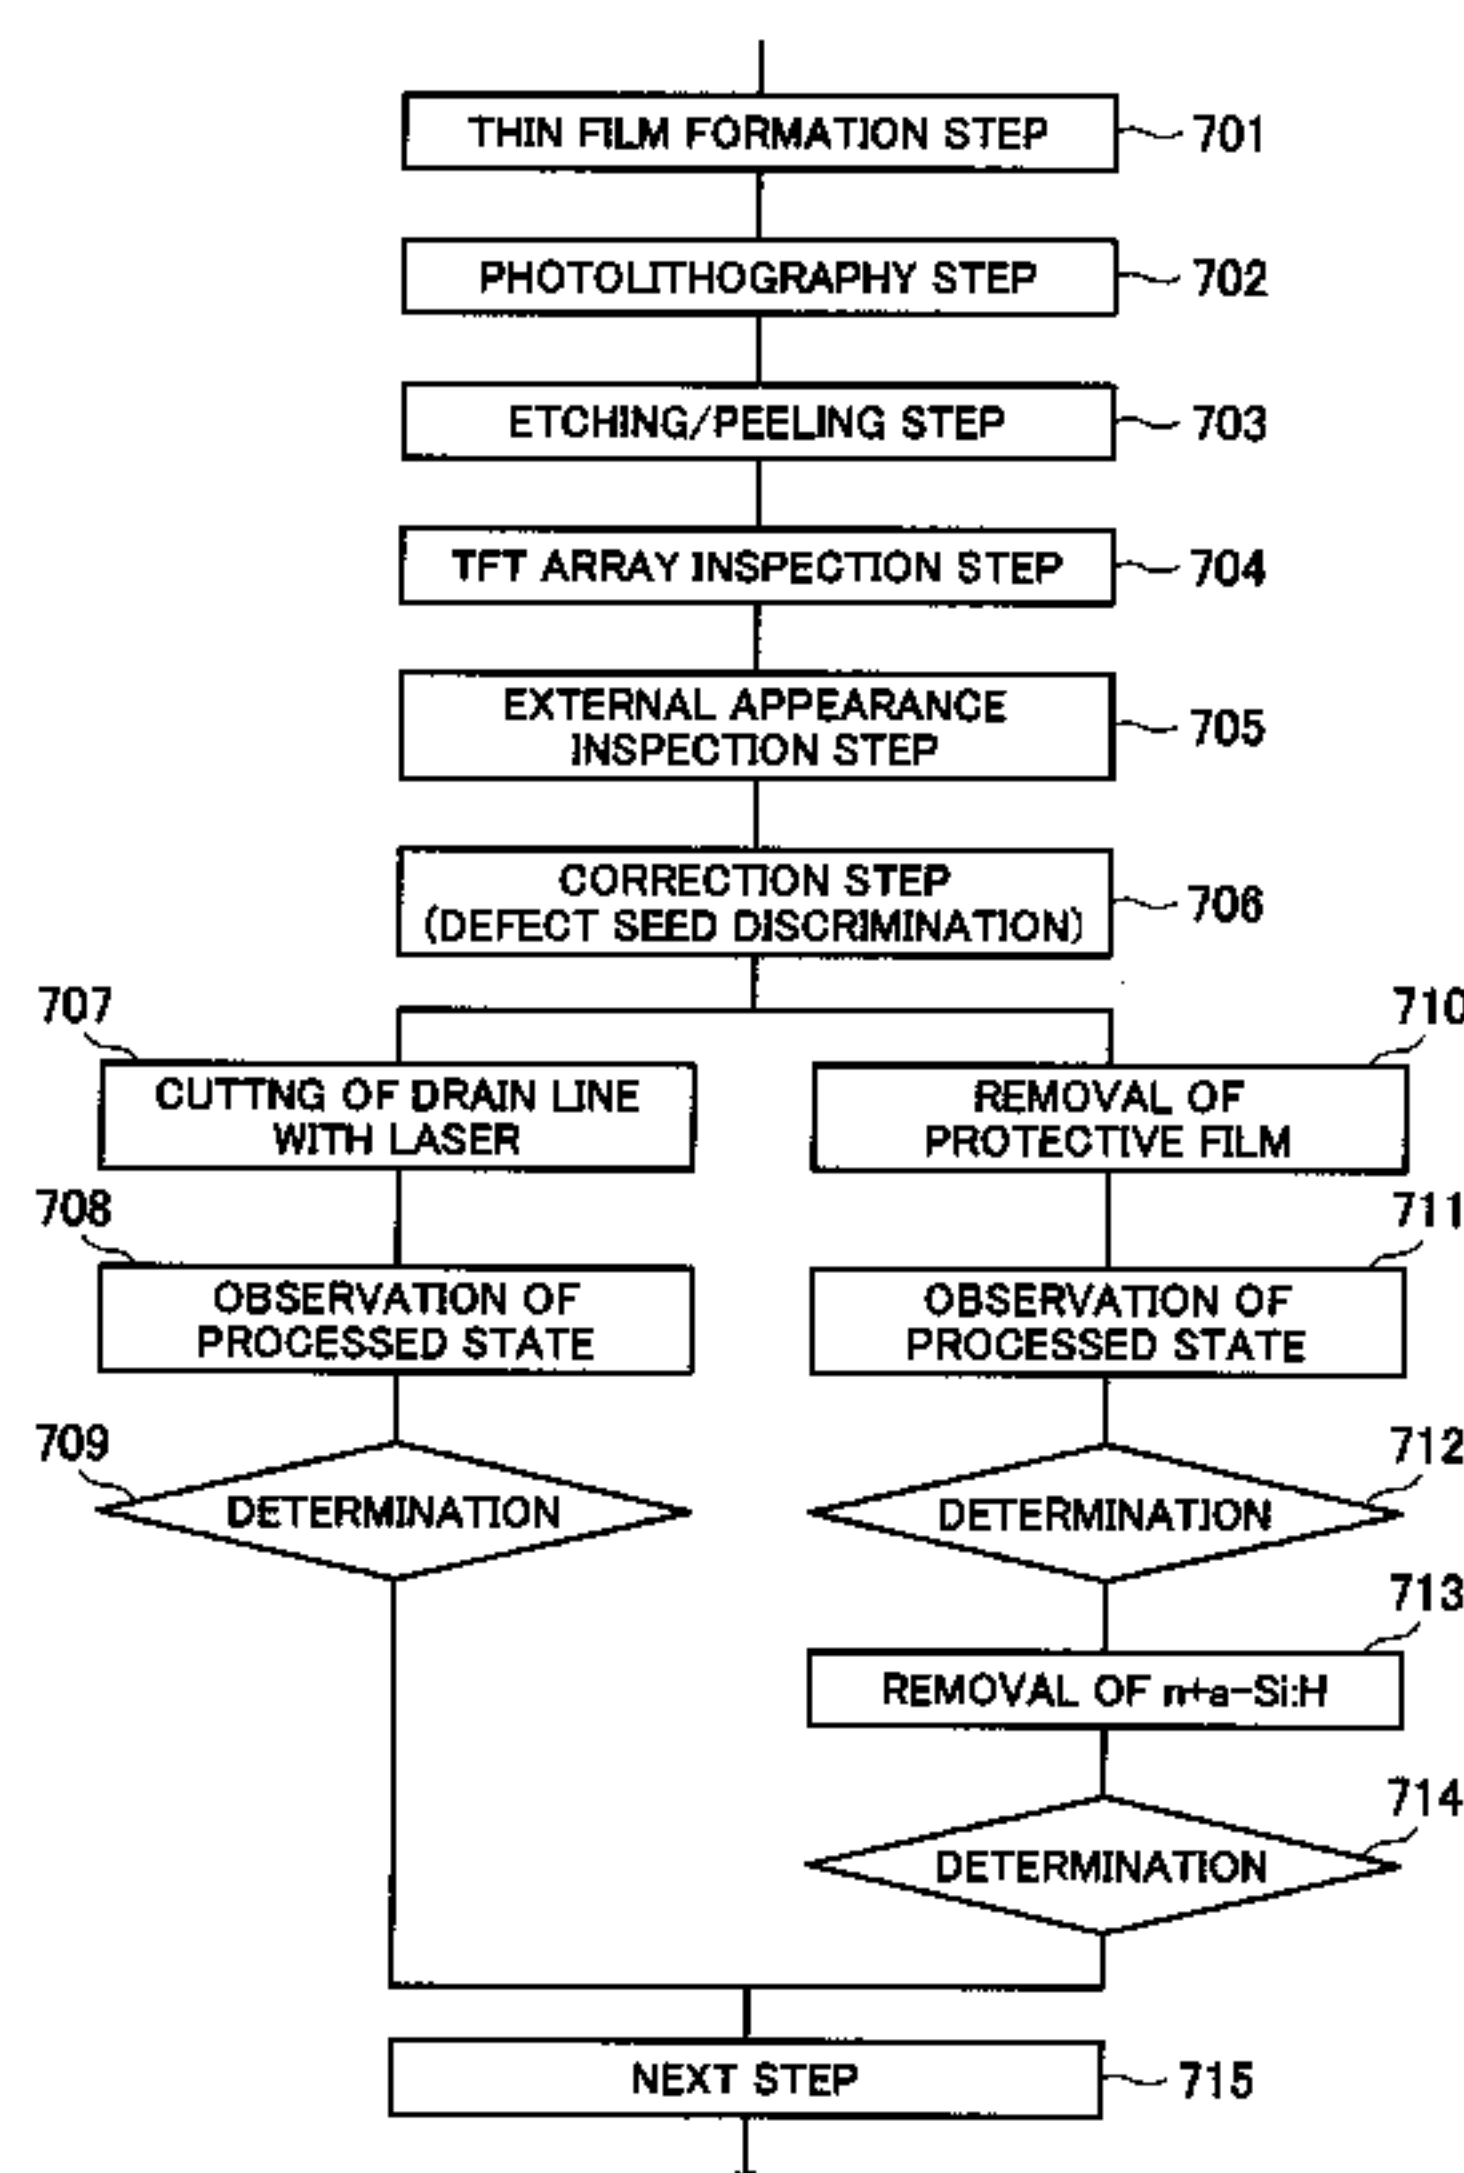 THIN FILM FORMATION STEP
701
PHOTOLITHOGRAPHY STEP
702
ETCHING/PEELING STEP
703
TFT ARRAY INSPECTION STEP
704
EXTERNAL APPEARANCE
INSPECTION STEP
705
CORRECTION STEP
(DEFECT SEED DISCRIMINATION)
706
707
CUTTNG OF DRAIN LINE
WITH LASER
708
OBSERVATION OF
PROCESSED STATE
709
DETERMINATION
710
REMOVAL OF
PROTECTIVE FILM
711
OBSERVATION OF
PROCESSED STATE
712
DETERMINATION
713
REMOVAL OF n+a-Si:H
714
DETERMINATION
NEXT STEP
715